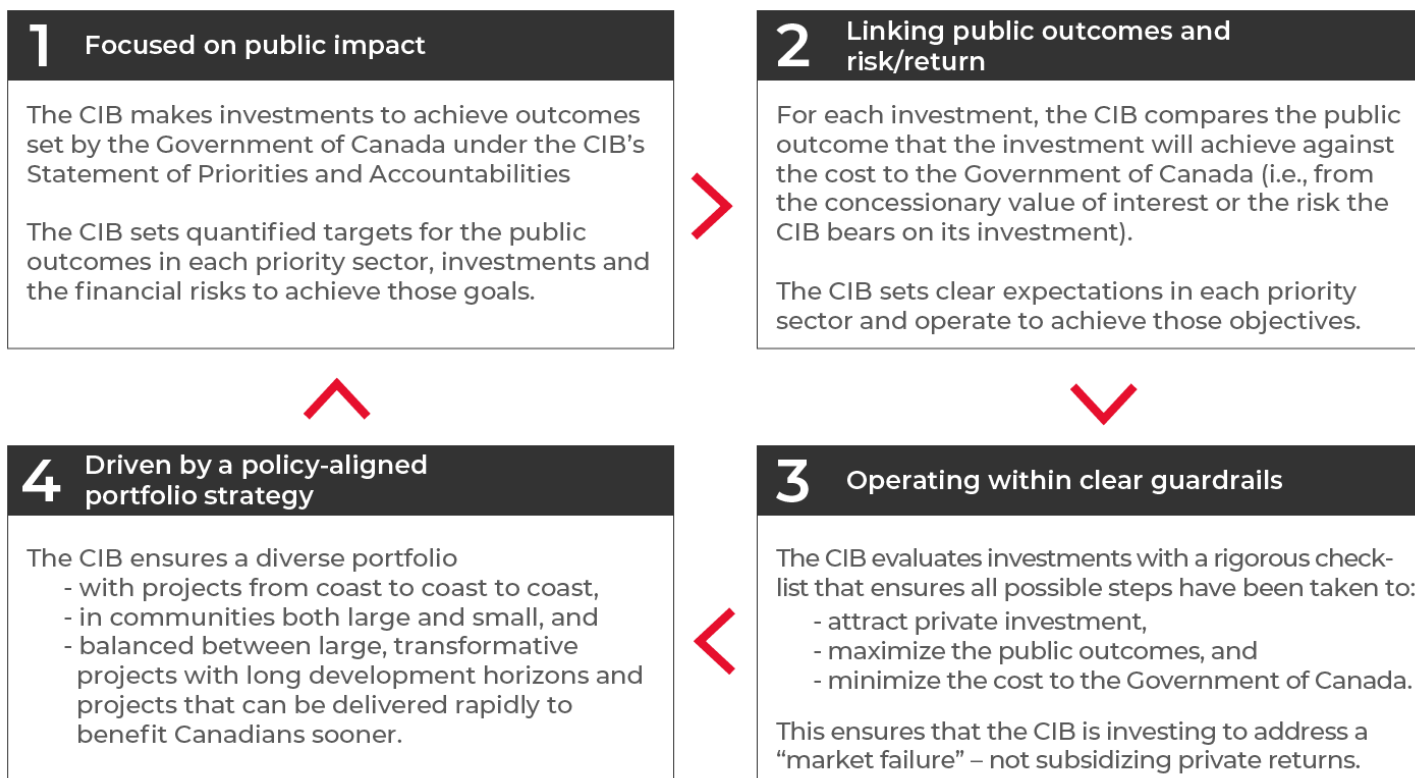 1 Focused on public impact
The CIB makes investments to achieve outcomes
set by the Government of Canada under the CIB's
Statement of Priorities and Accountabilities
The CIB sets quantified targets for the public
outcomes in each priority sector, investments and
the financial risks to achieve those goals.
2 Linking public outcomes and
risk/return
For each investment, the CIB compares the public
outcome that the investment will achieve against
the cost to the Government of Canada (i.e., from
the concessionary value of interest or the risk the
CIB bears on its investment).
The CIB sets clear expectations in each priority
sector and operate to achieve those objectives.
3 Operating within clear guardrails
The CIB evaluates investments with a rigorous check-
list that ensures all possible steps have been taken to:
- attract private investment,
- maximize the public outcomes, and
- minimize the cost to the Government of Canada.
This ensures that the CIB is investing to address a
“market failure” – not subsidizing private returns.
4 Driven by a policy-aligned
portfolio strategy
The CIB ensures a diverse portfolio
- with projects from coast to coast to coast,
- in communities both large and small, and
- balanced between large, transformative
projects with long development horizons and
projects that can be delivered rapidly to
benefit Canadians sooner.